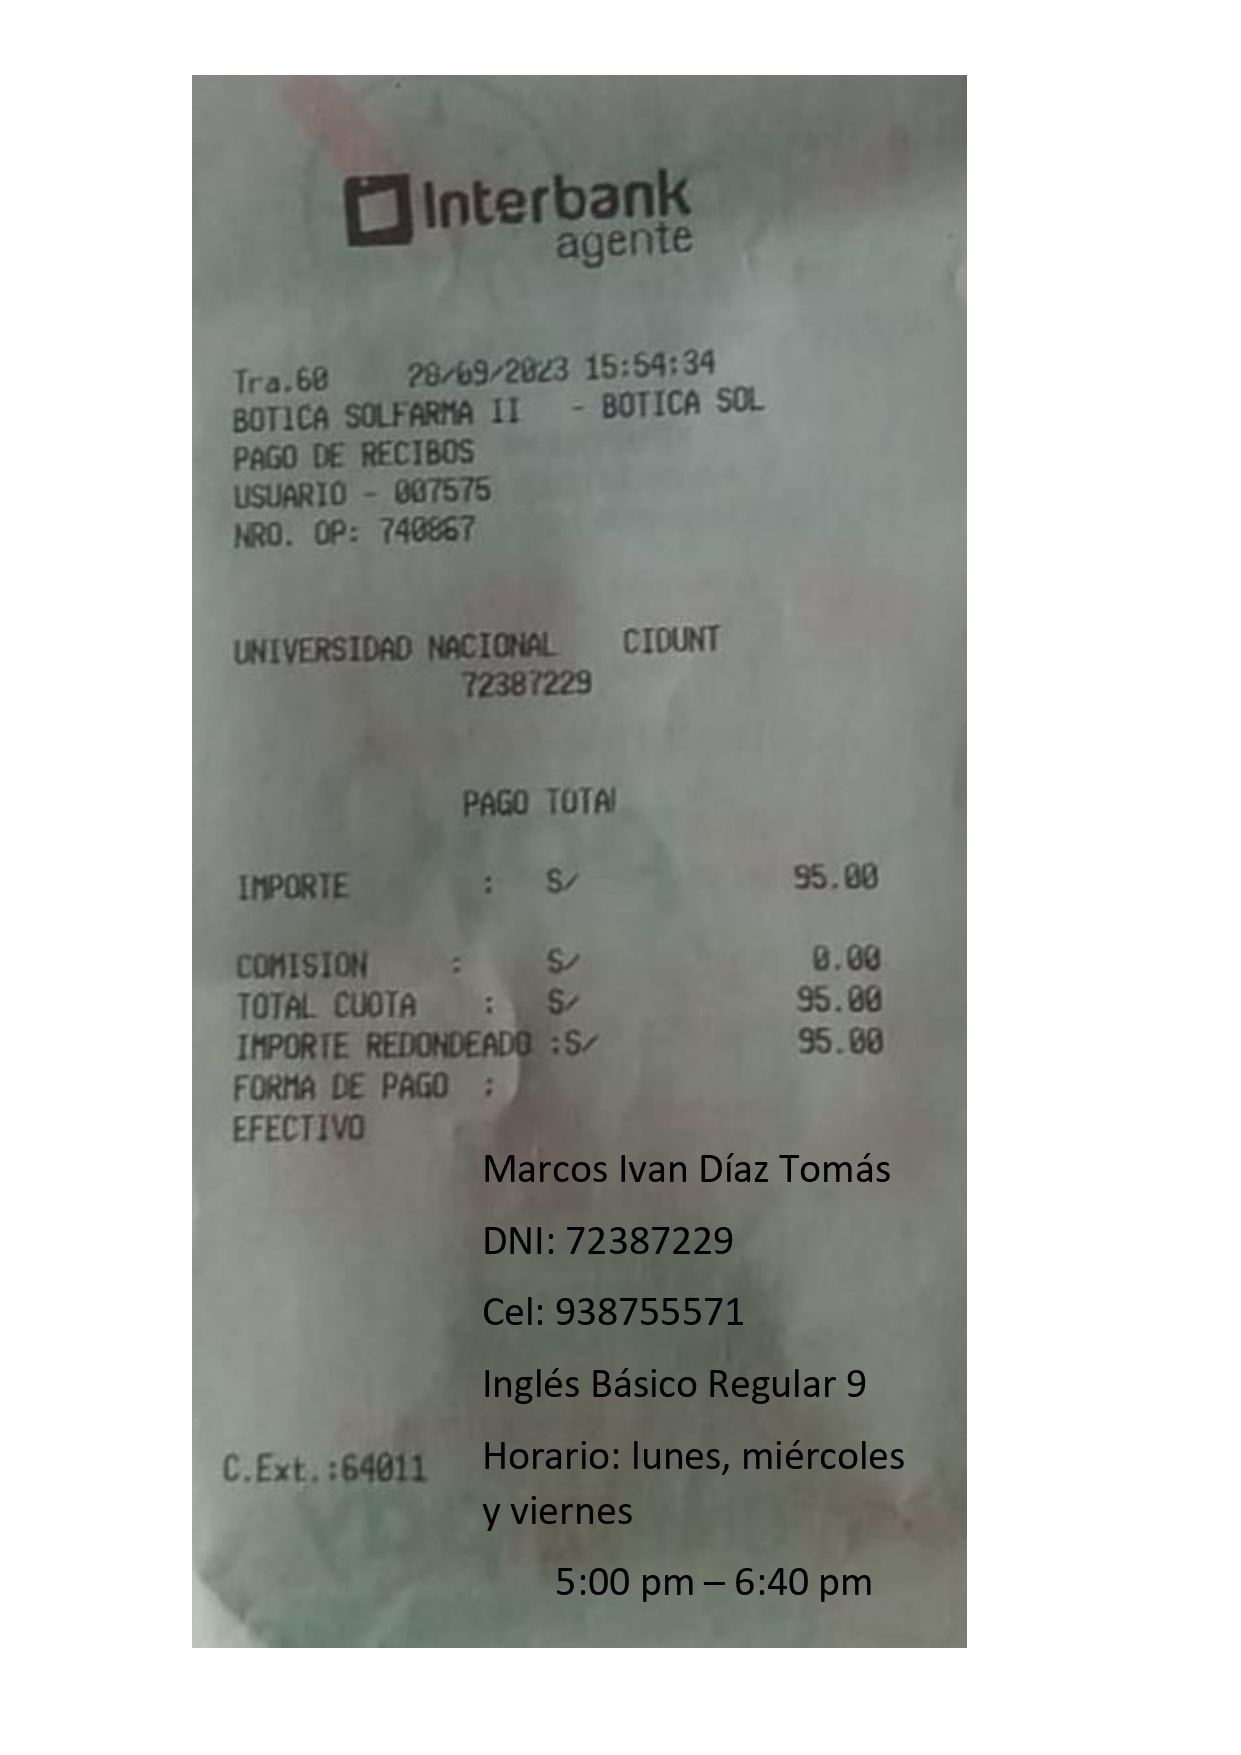 Interbank
agente
Tra.60 28/09/2023 15:54:34
BOTICA SOLFARMA II - BOTICA SOL
PAGO DE RECIBOS
USUARIO - 007575
NRO. OP: 740867
UNIVERSIDAD NACIONAL CIDUNT
72387229
PAGO TOTAL
IMPORTE : S/ 95.00
COMISION : S/ 0.00
TOTAL CUOTA : S/ 95.00
IMPORTE REDONDEADO :S/ 95.00
FORMA DE PAGO :
EFECTIVO
Marcos Ivan Díaz Tomás
DNI: 72387229
Cel: 938755571
Inglés Básico Regular 9
C.Ext.:64011 Horario: lunes, miércoles
y viernes
5:00 pm – 6:40 pm